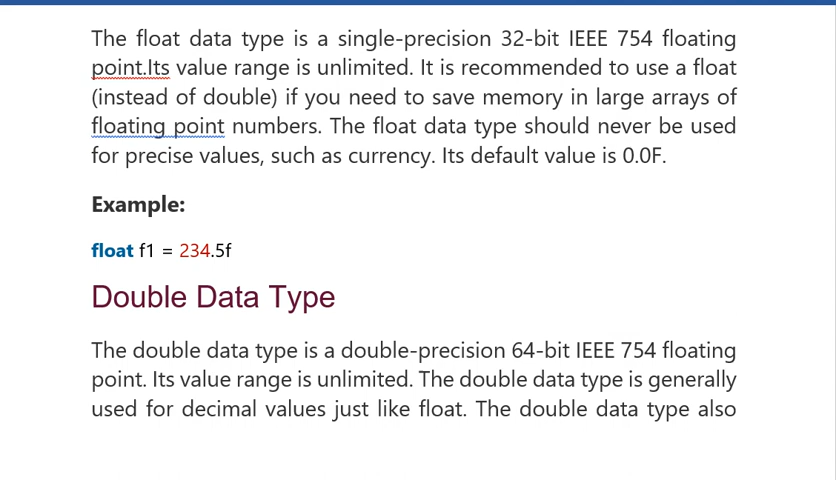 The float data type is a single-precision 32-bit IEEE 754 floating
point.Its value range is unlimited. It is recommended to use a float
(instead of double) if you need to save memory in large arrays of
floating point numbers. The float data type should never be used
for precise values, such as currency. Its default value is 0.0F.
Example:
float f1 = 234.5f
Double Data Type
The double data type is a double-precision 64-bit IEEE 754 floating
point. Its value range is unlimited. The double data type is generally
used for decimal values just like float. The double data type also